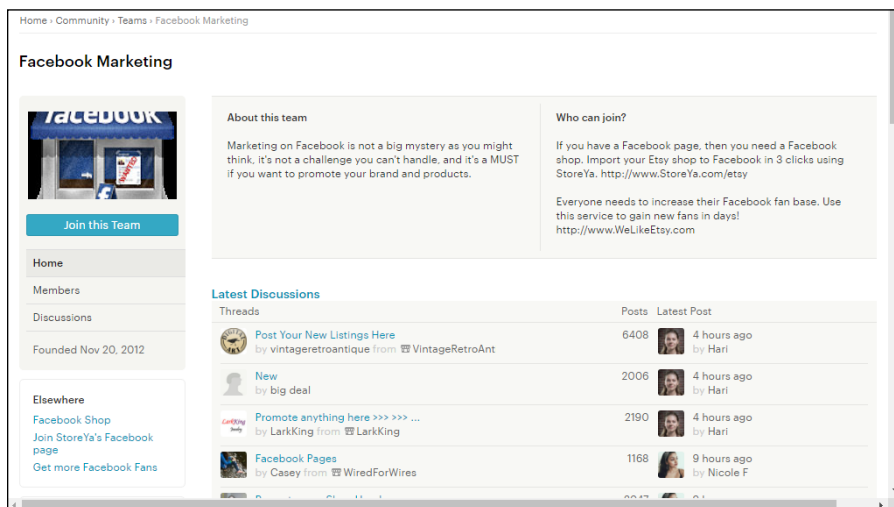 Home › Community › Teams › Facebook Marketing
Facebook Marketing
facebook
WANTED
Join this Team
Home
Members
Discussions
Founded Nov 20, 2012
Elsewhere
Facebook Shop
Join StoreYa's Facebook
page
Get more Facebook Fans
About this team
Marketing on Facebook is not a big mystery as you might
think, it's not a challenge you can't handle, and it's a MUST
if you want to promote your brand and products.
Who can join?
If you have a Facebook page, then you need a Facebook
shop. Import your Etsy shop to Facebook in 3 clicks using
StoreYa. http://www.StoreYa.com/etsy
Everyone needs to increase their Facebook fan base. Use
this service to gain new fans in days!
http://www.WeLikeEtsy.com
Latest Discussions
Threads Posts Latest Post
Post Your New Listings Here 6408 4 hours ago
by vintageretroantique from VintageRetroAnt by Hari
New 2006 4 hours ago
by big deal by Hari
Promote anything here >>> >>> ... 2190 4 hours ago
by LarkKing from LarkKing by Hari
Facebook Pages 1168 9 hours ago
by Casey from WiredForWires by Nicole F